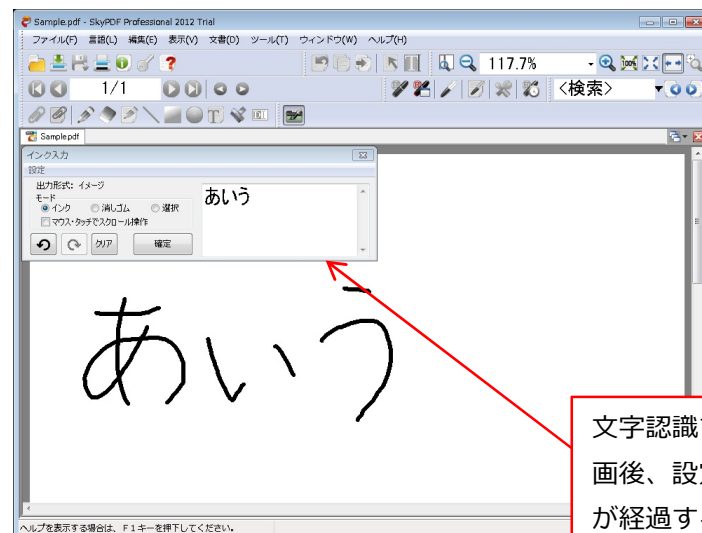 Sample.pdf - SkyPDF Professional 2012 Trial
ファイル(F) 言語(L) 編集(E) 表示(V) 文書(D) ツール(T) ウィンドウ(W) ヘルプ(H)
117.7%
1/1 <検索>
Sample.pdf
インク入力
設定
出力形式: イメージ
モード
インク 消しゴム 選択
マウス・タッチでスクロール操作
クリア 確定
あいう
あいう
文字認識
画後、設定
が経過する
ヘルプを表示する場合は、F1キーを押下してください。